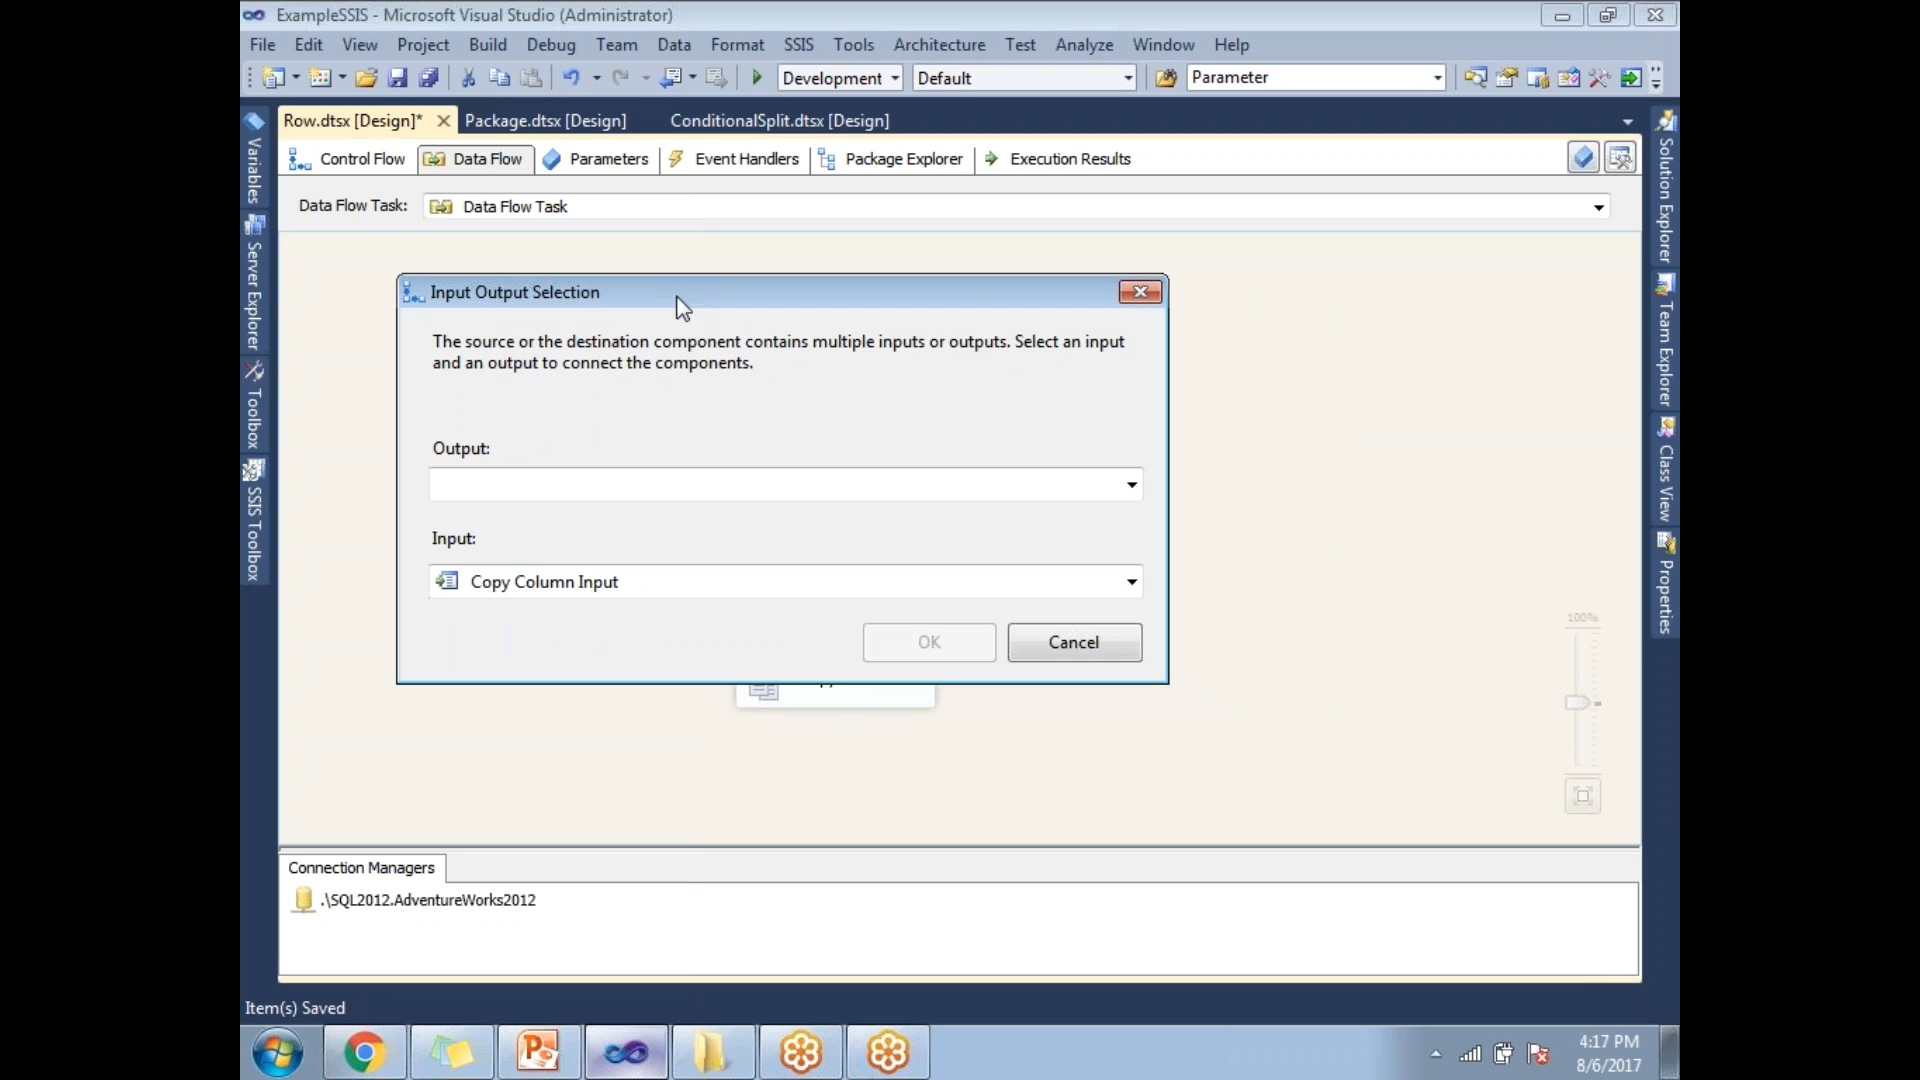 ExampleSSIS - Microsoft Visual Studio (Administrator)
File Edit View Project Build Debug Team Data Format SSIS Tools Architecture Test Analyze Window Help
Development Default Parameter
Row.dtsx [Design]* Package.dtsx [Design] ConditionalSplit.dtsx [Design]
Control Flow Data Flow Parameters Event Handlers Package Explorer Execution Results
Data Flow Task: Data Flow Task
Variables
Server Explorer
Toolbox
SSIS Toolbox
Input Output Selection
The source or the destination component contains multiple inputs or outputs. Select an input
and an output to connect the components.
Output:
Input:
Copy Column Input
OK Cancel
100%
Solution Explorer
Team Explorer
Class View
Properties
Connection Managers
.\SQL2012.AdventureWorks2012
Item(s) Saved
4:17 PM
8/6/2017